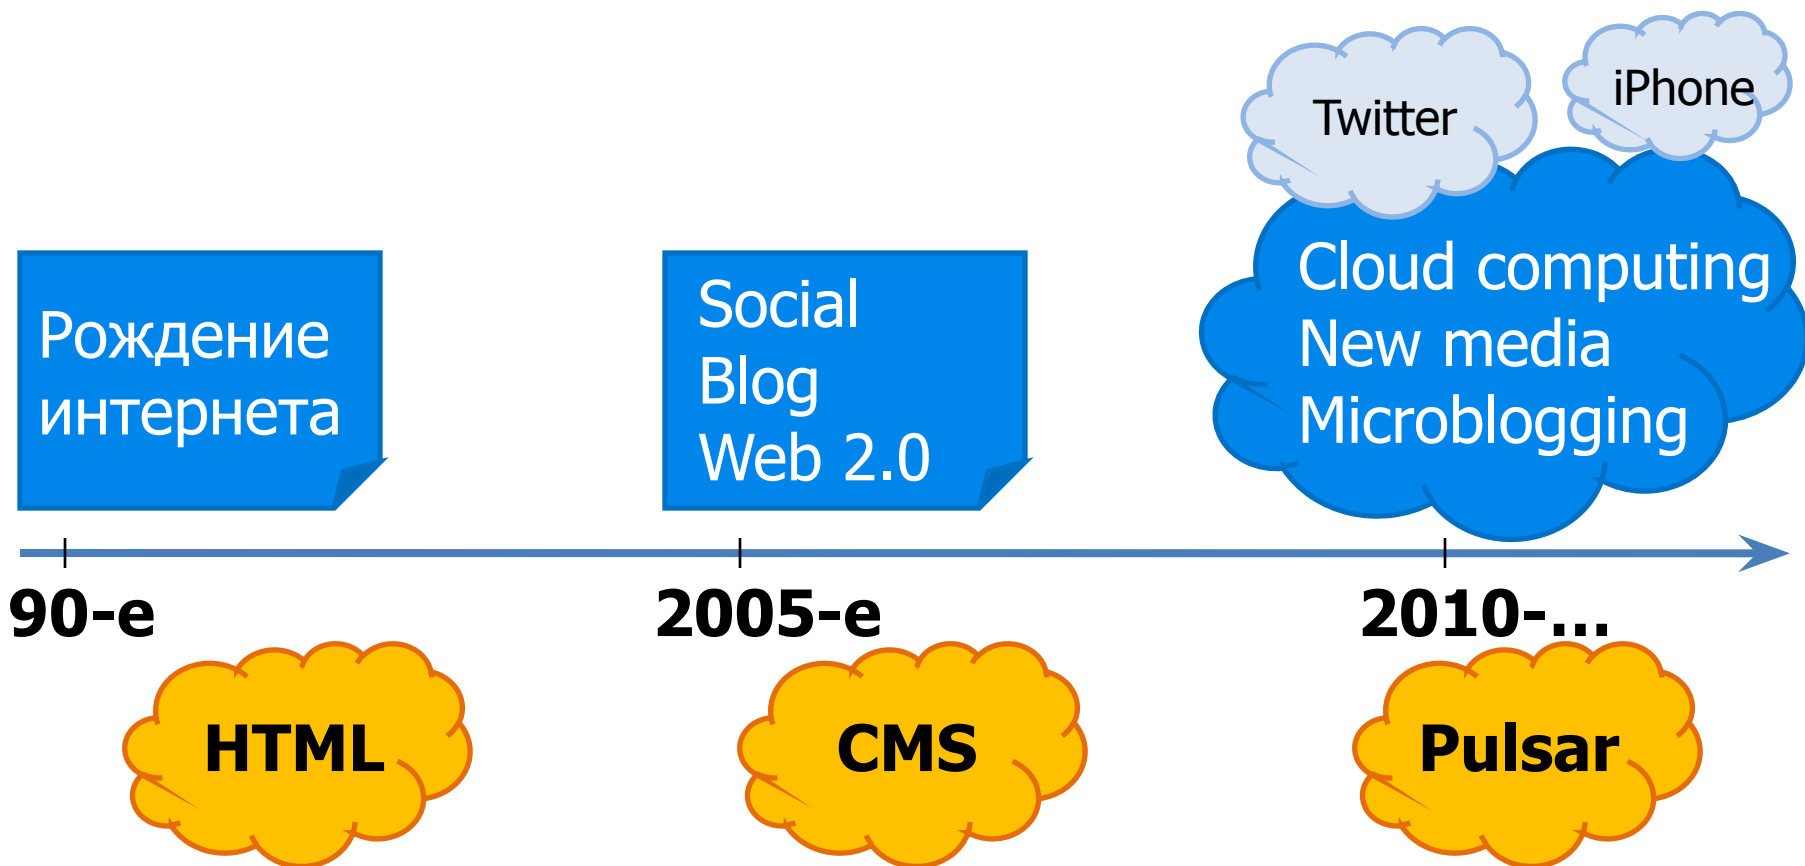 Twitter
iPhone
Рождение
интернета
Social
Blog
Web 2.0
Cloud computing
New media
Microblogging
90-е
2005-е
2010-...
HTML
CMS
Pulsar